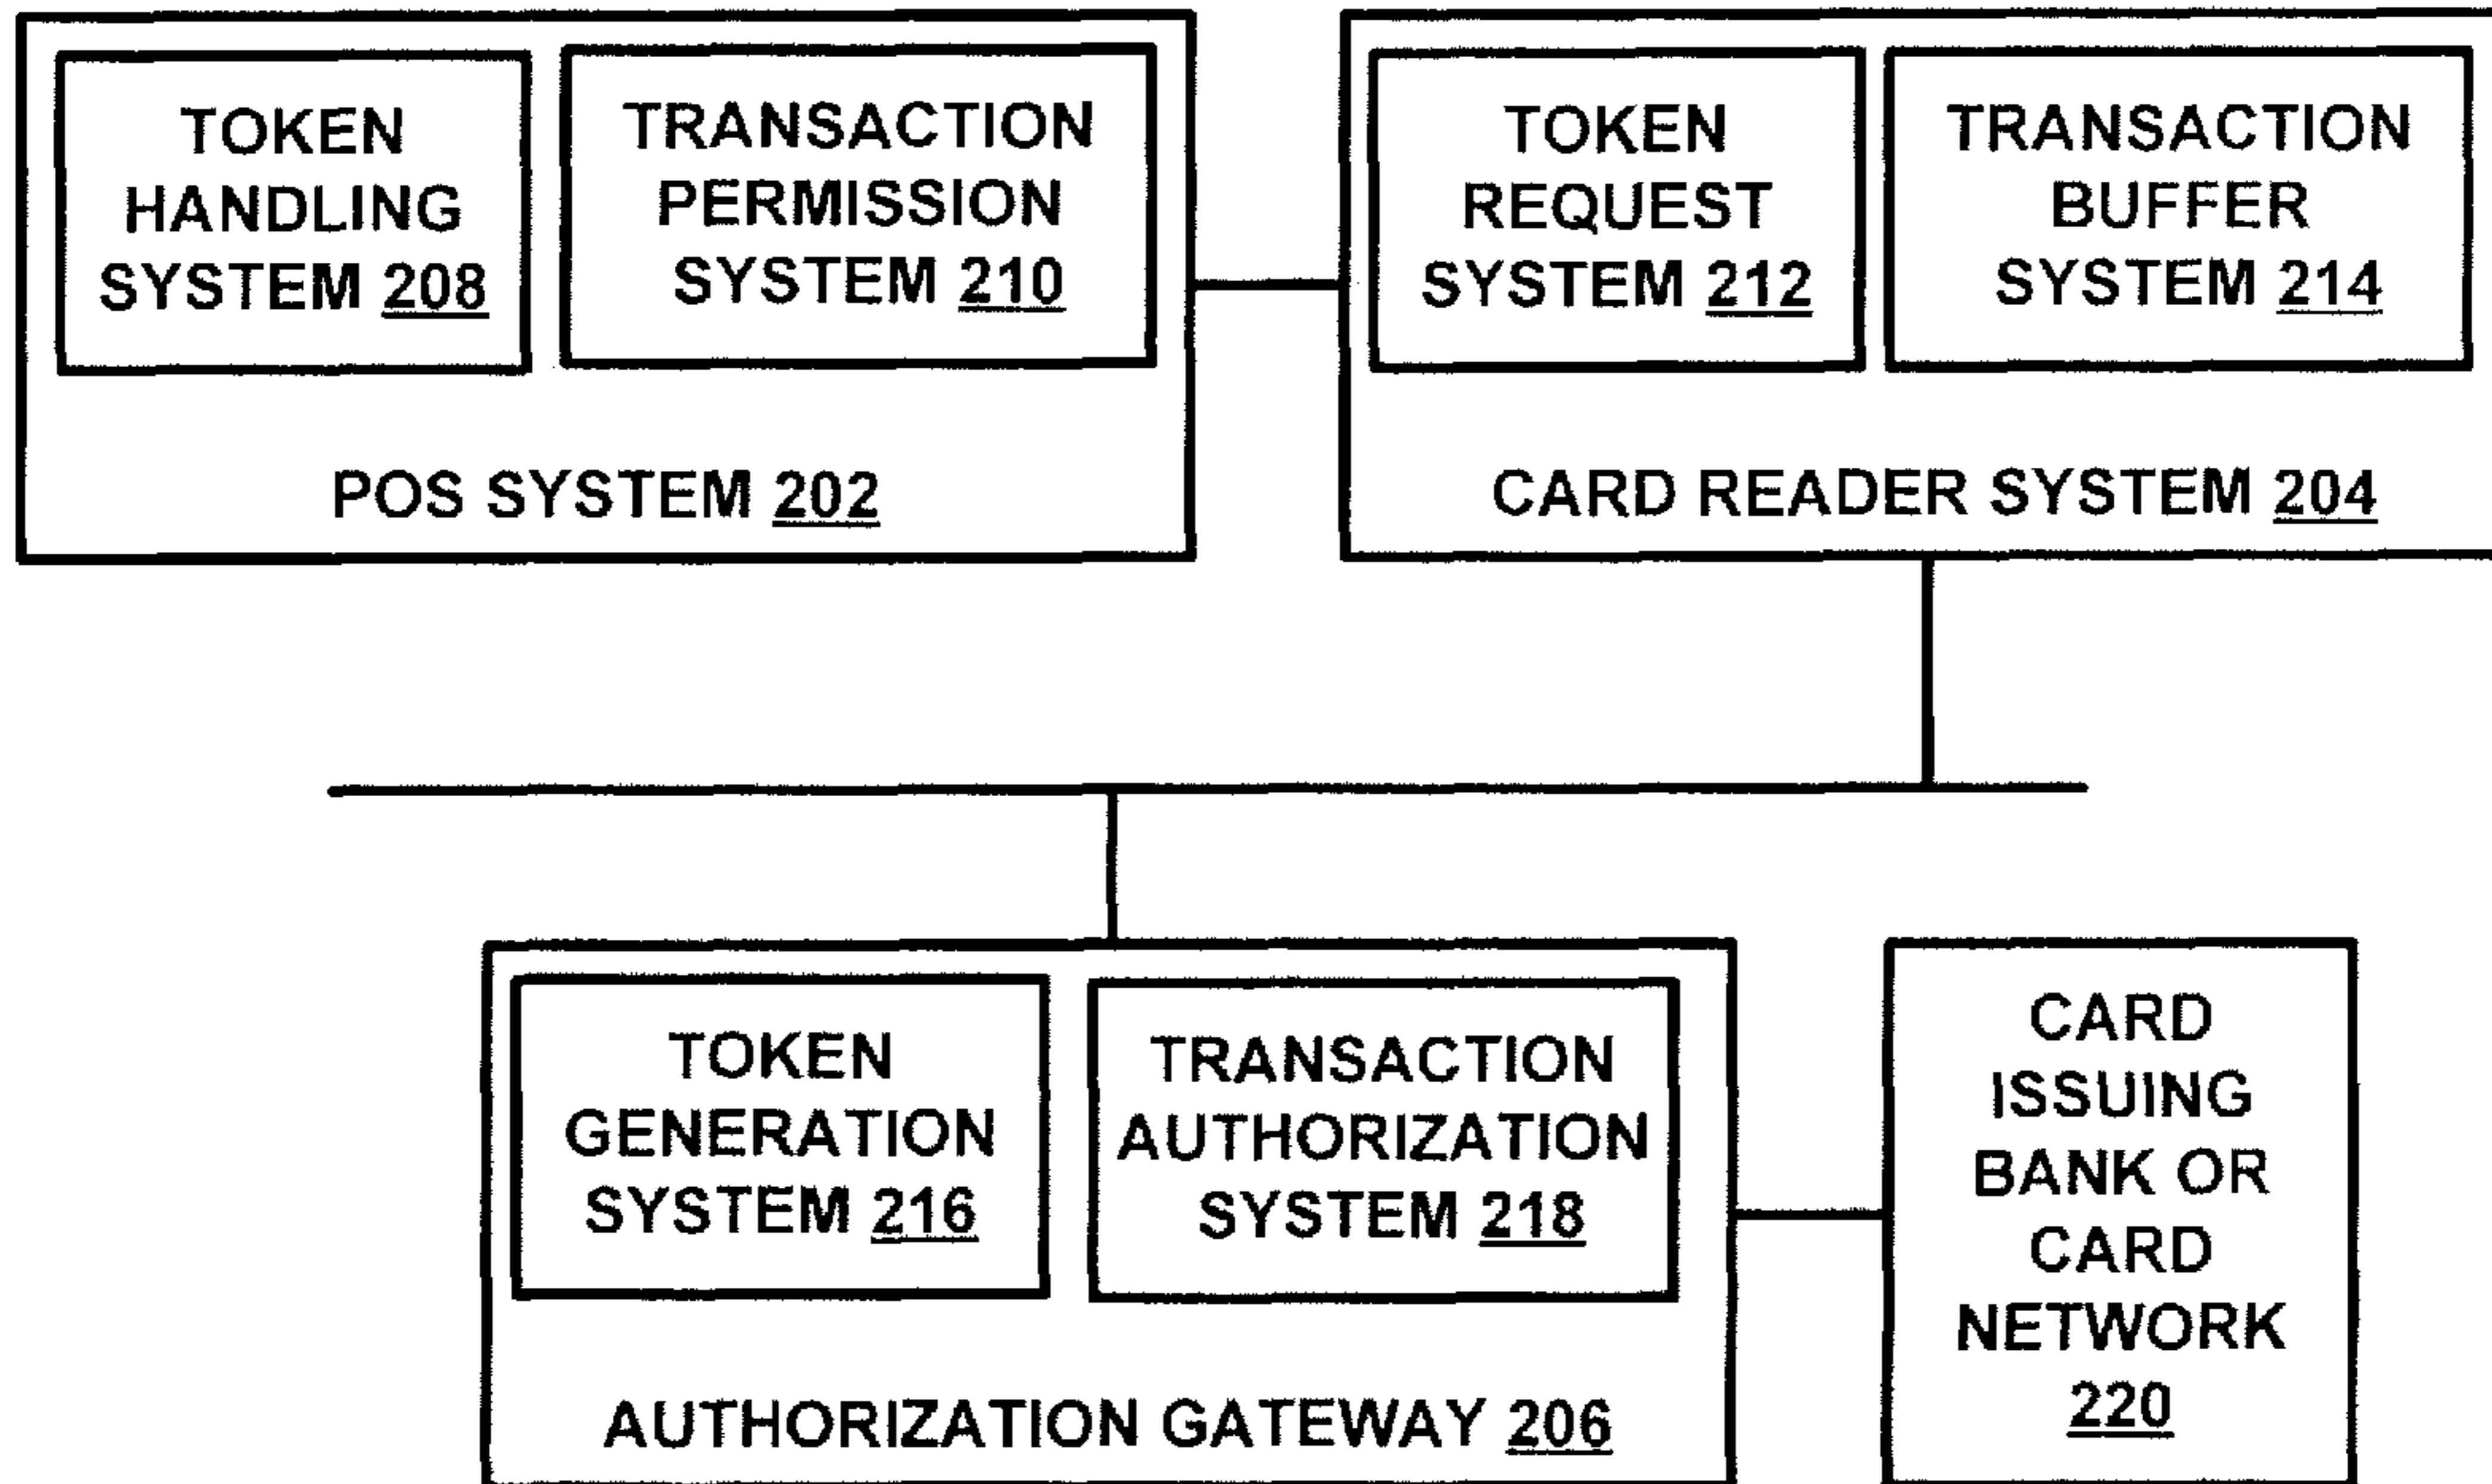 TOKEN
HANDLING
SYSTEM 208
TRANSACTION
PERMISSION
SYSTEM 210
POS SYSTEM 202
TOKEN
REQUEST
SYSTEM 212
TRANSACTION
BUFFER
SYSTEM 214
CARD READER SYSTEM 204
TOKEN
GENERATION
SYSTEM 216
TRANSACTION
AUTHORIZATION
SYSTEM 218
AUTHORIZATION GATEWAY 206
CARD
ISSUING
BANK OR
CARD
NETWORK
220